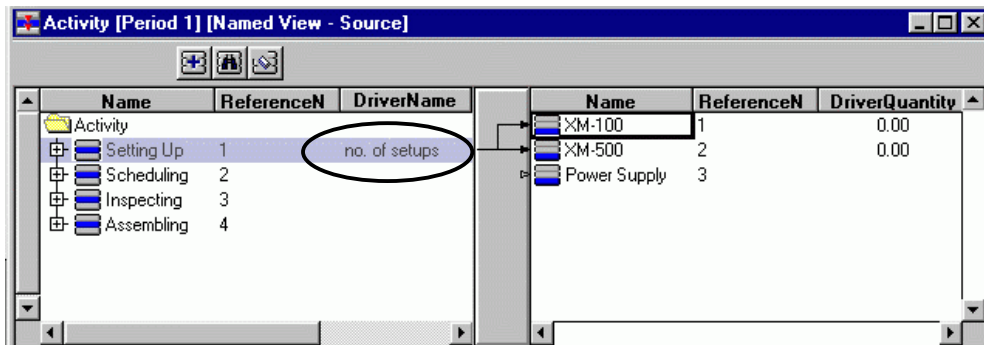 Activity [Period 1] [Named View - Source]
Name ReferenceN DriverName Name ReferenceN DriverQuantity
Activity XM-100 1 0.00
Setting Up 1 no. of setups XM-500 2 0.00
Scheduling 2 Power Supply 3
Inspecting 3
Assembling 4